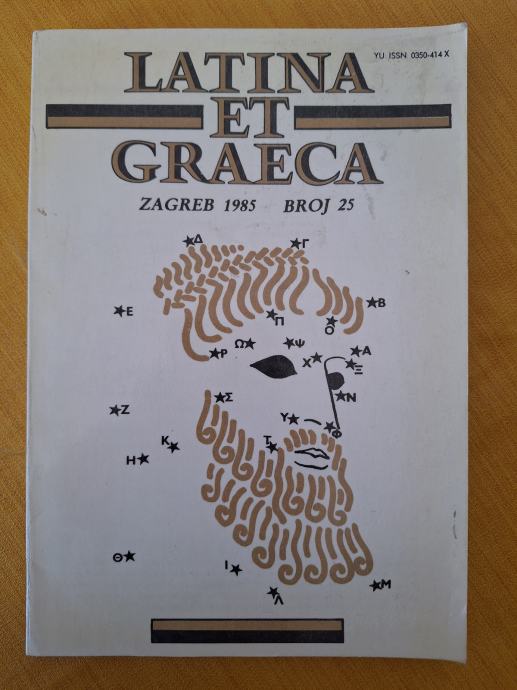 YU ISSN 0350-414 X
LATINA
ET
GRAECA
ZAGREB 1985 BROJ 25
Δ
Γ
Ε
Β
Π
Ο
Ρ
Ω
Ψ
Χ
Α
Ξ
Ν
Σ
Ζ
Υ
Φ
Κ
Τ
Η
Θ
Ι
Λ
Μ